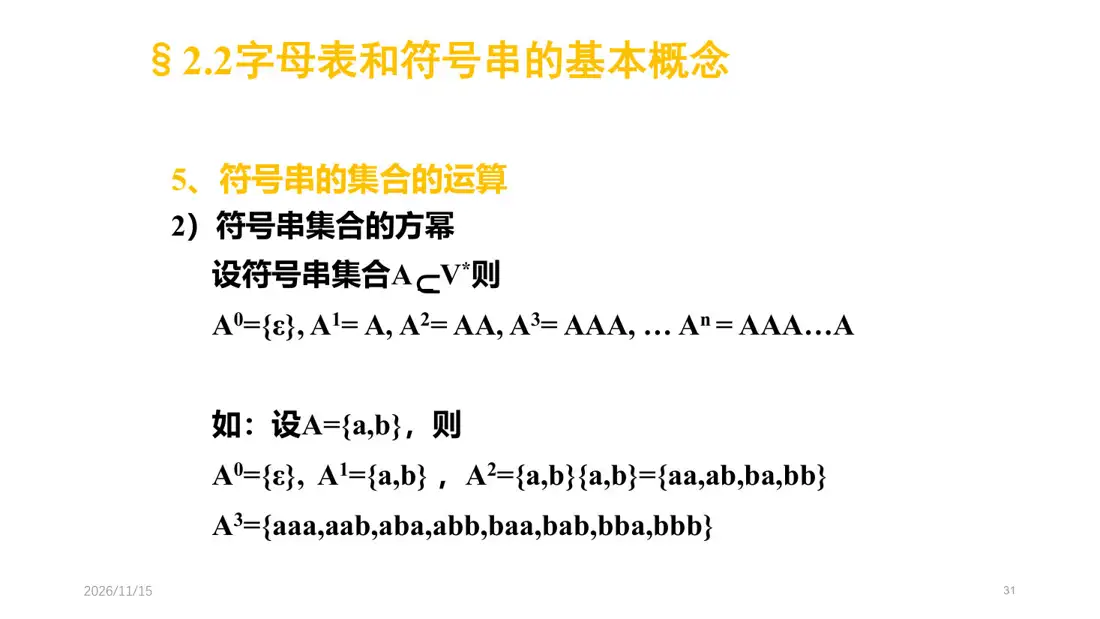 §2.2字母表和符号串的基本概念
5、符号串的集合的运算
2）符号串集合的方幂
设符号串集合A⊆V*则
A⁰={ε}, A¹= A, A²= AA, A³= AAA, … Aⁿ = AAA…A
如：设A={a,b}，则
A⁰={ε}, A¹={a,b} ，A²={a,b}{a,b}={aa,ab,ba,bb}
A³={aaa,aab,aba,abb,baa,bab,bba,bbb}
2026/11/15
31